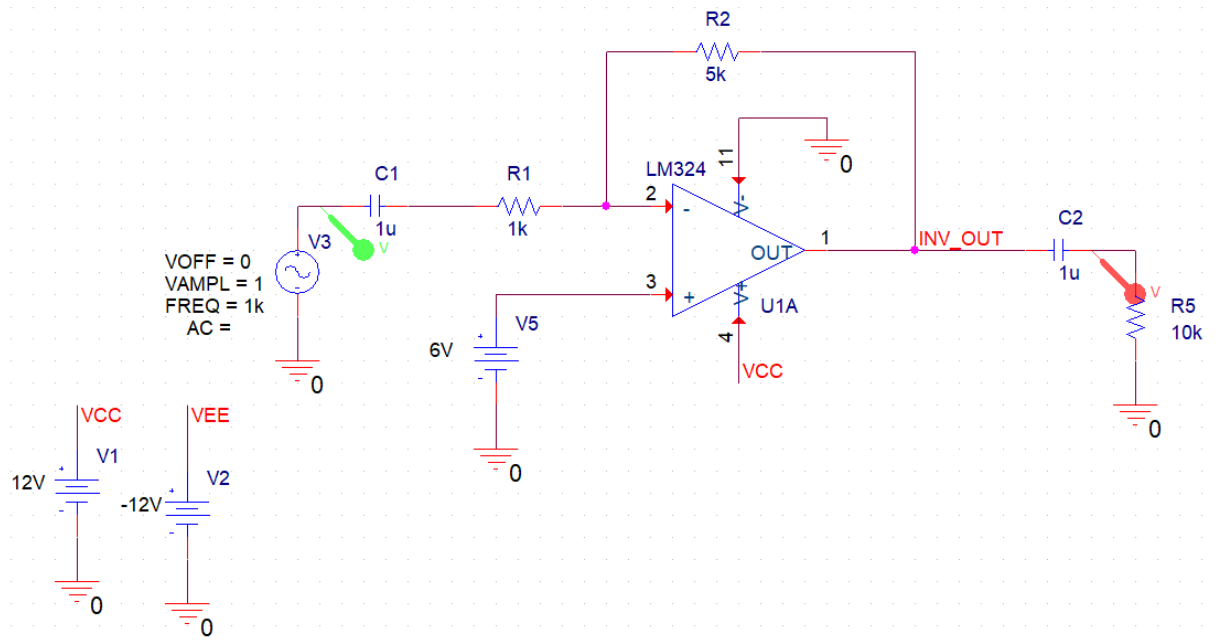 R2
5k
11
0
LM324
C1
R1
2
-
V-
1u
1k
V
V3
VOFF = 0
VAMPL = 1
FREQ = 1k
AC =
OUT
1
INV_OUT
C2
1u
V
3
+
V+
U1A
R5
10k
V5
6V
4
VCC
0
0
0
VCC
VEE
V1
12V
V2
-12V
0
0